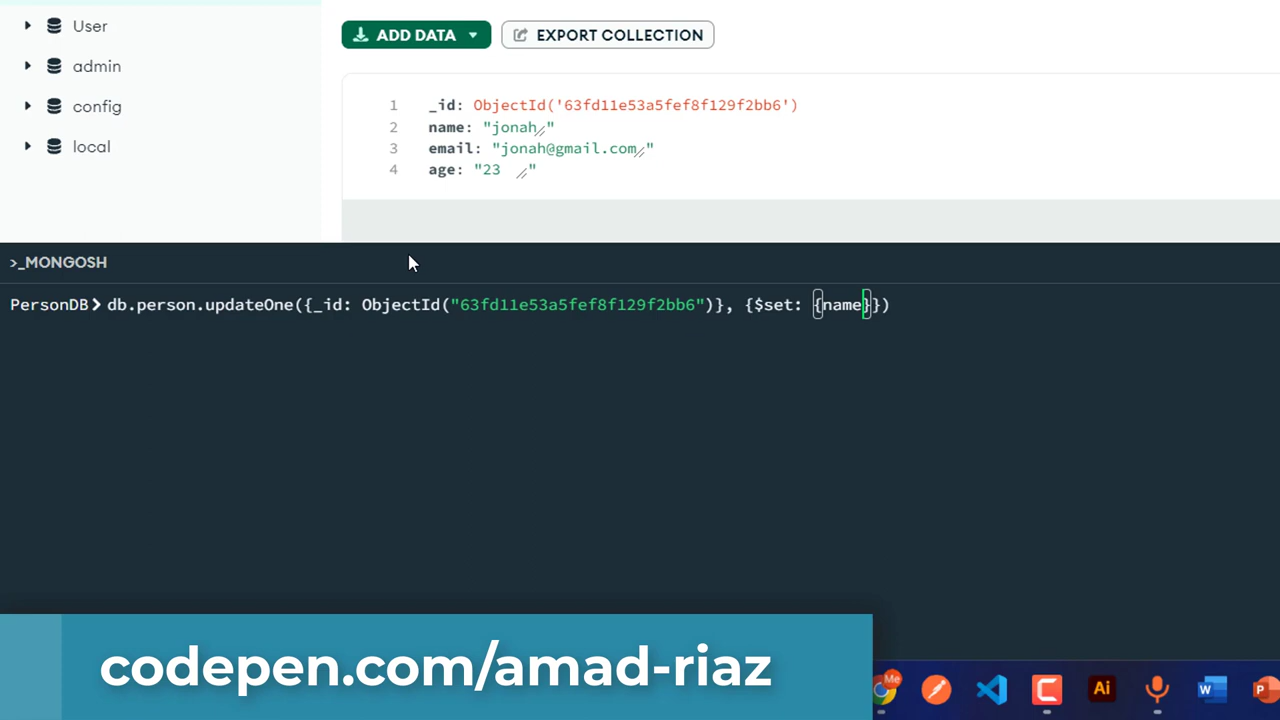 User
ADD DATA
EXPORT COLLECTION
admin
config
local
1 _id: ObjectId('63fd11e53a5fef8f129f2bb6')
2 name: "jonah"
3 email: "jonah@gmail.com"
4 age: "23 "
>_MONGOSH
PersonDB> db.person.updateOne({_id: ObjectId("63fd11e53a5fef8f129f2bb6")}, {$set: {name}})
codepen.com/amad-riaz
Me
Ai
W
P